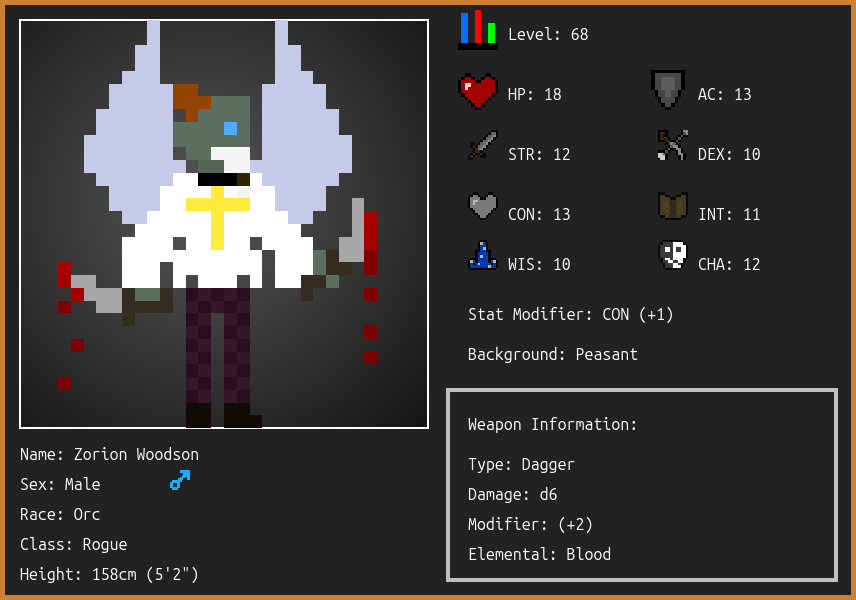 Level: 68
HP: 18
AC: 13
STR: 12
DEX: 10
CON: 13
INT: 11
WIS: 10
CHA: 12
Stat Modifier: CON (+1)
Background: Peasant
Weapon Information:
Type: Dagger
Damage: d6
Modifier: (+2)
Elemental: Blood
Name: Zorion Woodson
Sex: Male
Race: Orc
Class: Rogue
Height: 158cm (5'2")